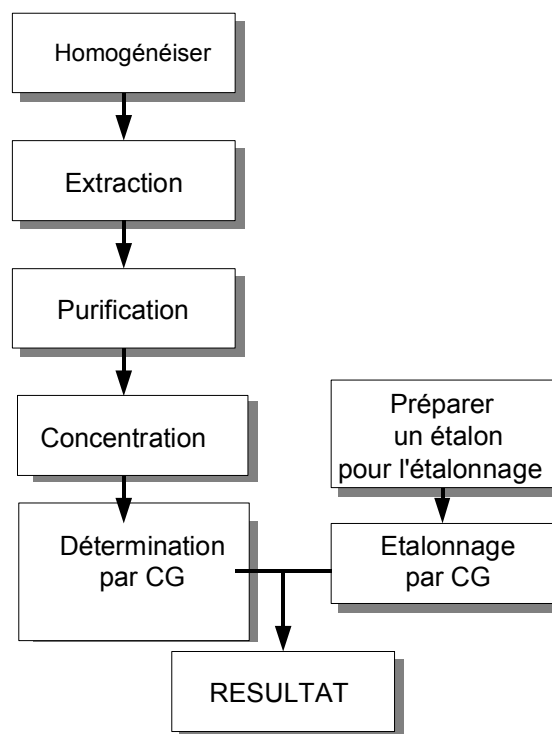 Homogénéiser
Extraction
Purification
Concentration
Préparer
un étalon
pour l'étalonnage
Détermination
par CG
Etalonnage
par CG
RESULTAT